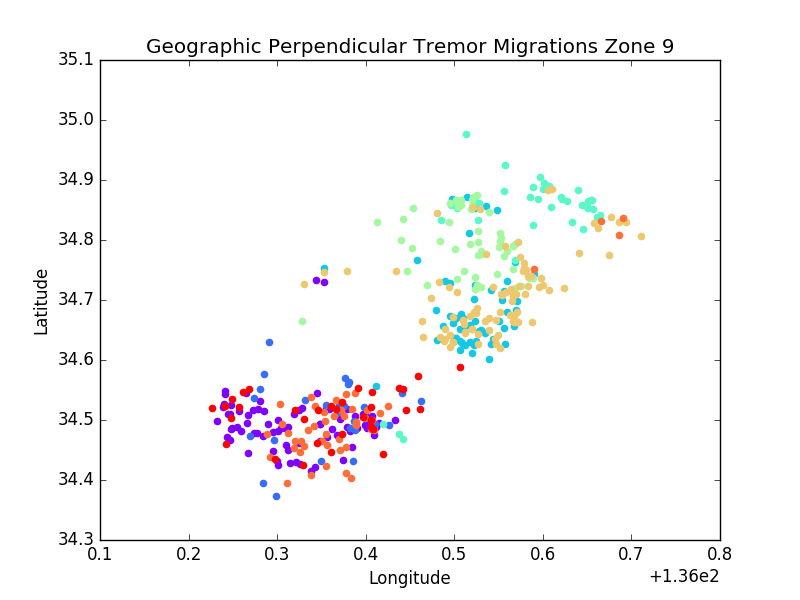 Geographic Perpendicular Tremor Migrations Zone 9
35.1
35.0
34.9
34.8
34.7
34.6
34.5
34.4
34.3
Latitude
0.1 0.2 0.3 0.4 0.5 0.6 0.7 0.8
Longitude
+1.36e2